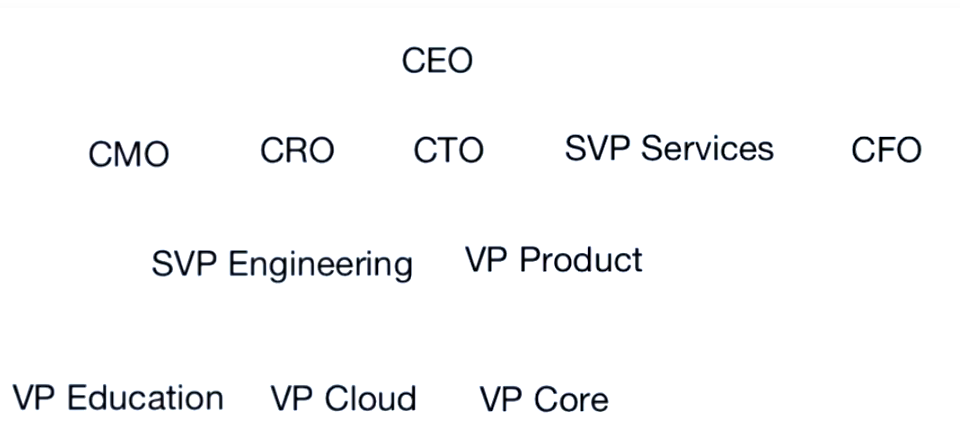 CEO
CMO CRO CTO SVP Services CFO
SVP Engineering VP Product
VP Education VP Cloud VP Core